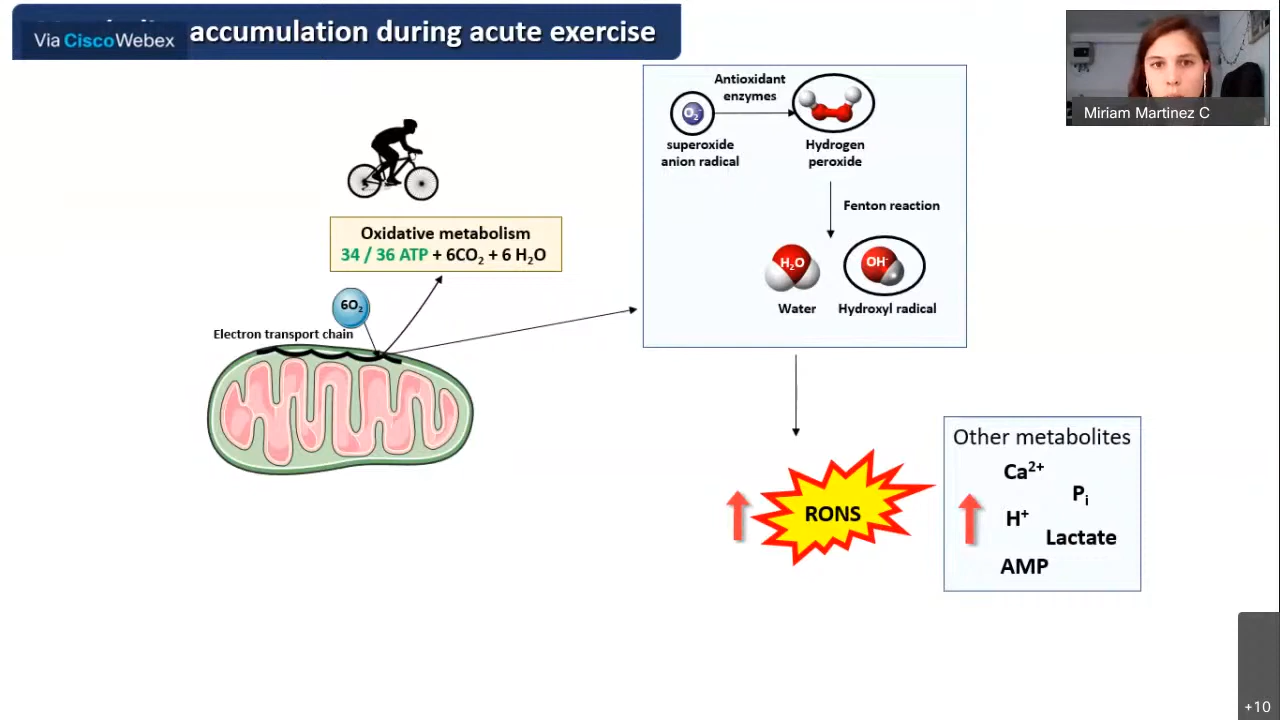 Via CiscoWebex
accumulation during acute exercise
Miriam Martinez C
Antioxidant
enzymes
O₂⁻
superoxide
anion radical
Hydrogen
peroxide
Fenton reaction
H₂O
OH⁻
Water
Hydroxyl radical
Oxidative metabolism
34 / 36 ATP + 6CO₂ + 6 H₂O
6O₂
Electron transport chain
RONS
Other metabolites
Ca²⁺
Pᵢ
H⁺
Lactate
AMP
+10